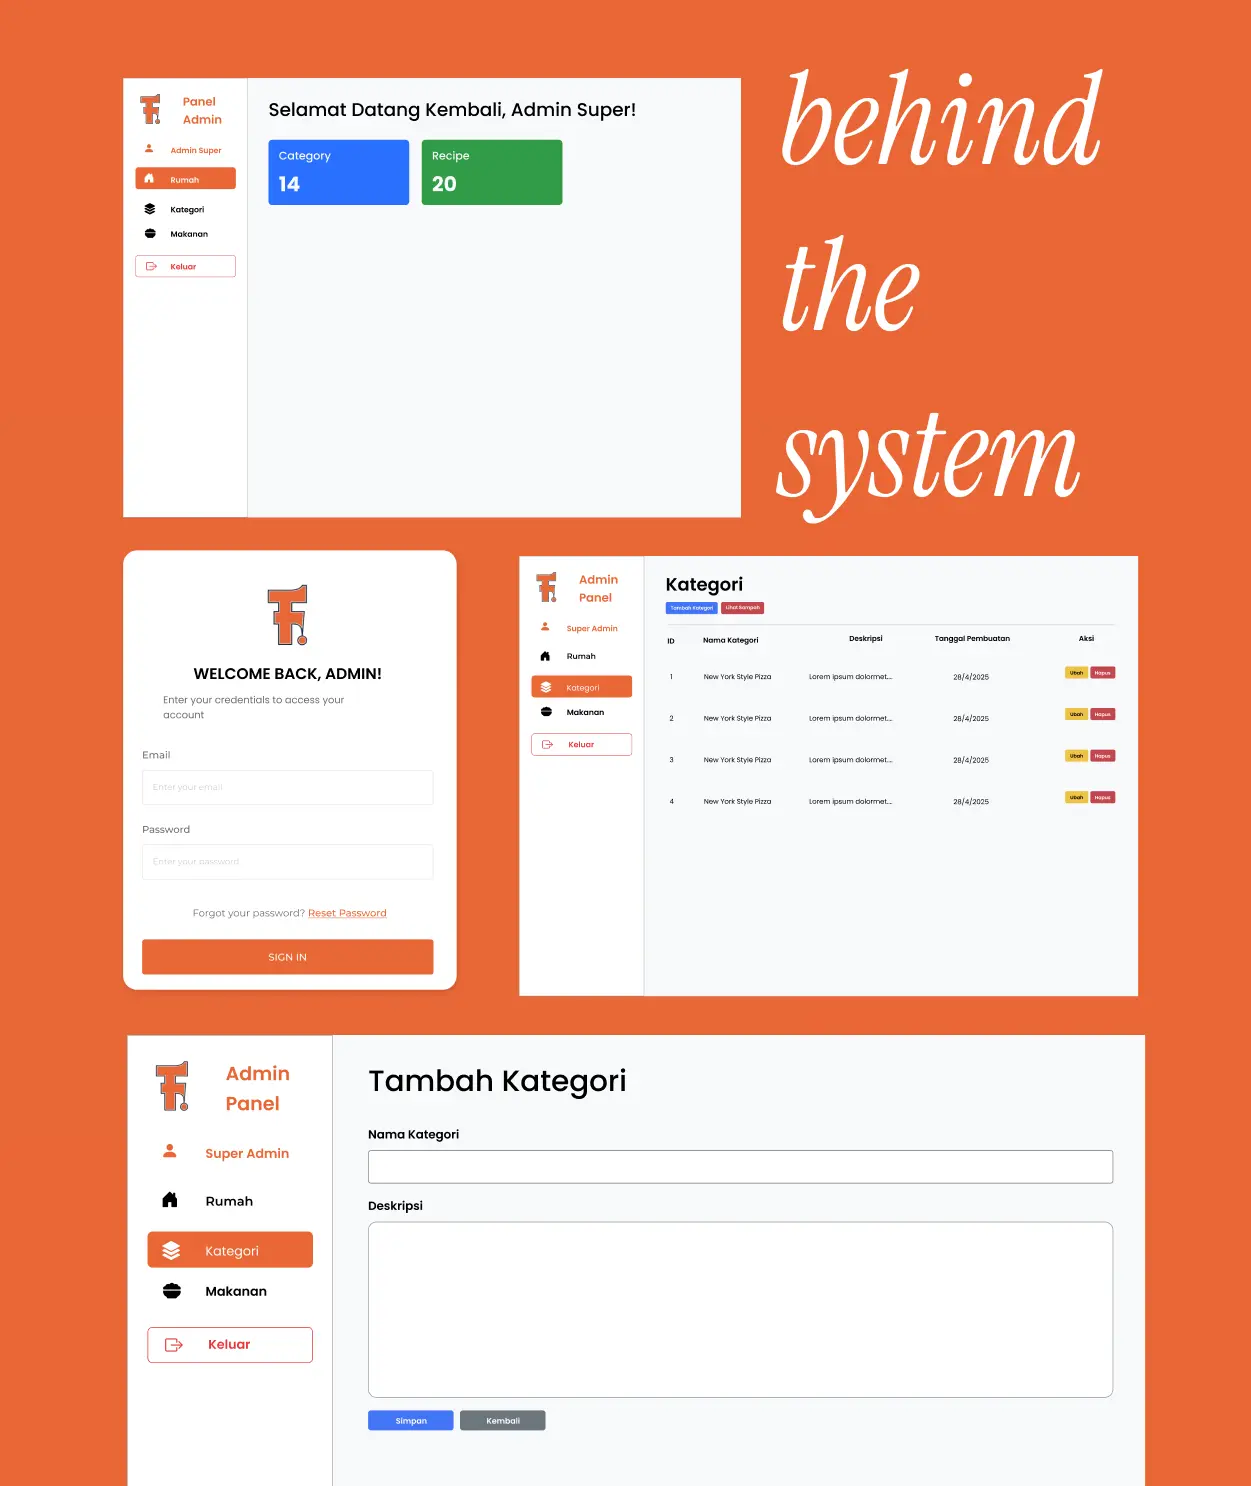 Panel
Admin
Admin Super
Rumah
Kategori
Makanan
Keluar
Selamat Datang Kembali, Admin Super!
Category
14
Recipe
20
behind
the
system
WELCOME BACK, ADMIN!
Enter your credentials to access your
account
Email
Enter your email
Password
Enter your password
Forgot your password? Reset Password
SIGN IN
Admin
Panel
Super Admin
Rumah
Kategori
Makanan
Keluar
Kategori
Tambah Kategori Lihat Sampah
ID Nama Kategori Deskripsi Tanggal Pembuatan Aksi
1 New York Style Pizza Lorem ipsum dolormet... 28/4/2025 Ubah Hapus
2 New York Style Pizza Lorem ipsum dolormet... 28/4/2025 Ubah Hapus
3 New York Style Pizza Lorem ipsum dolormet... 28/4/2025 Ubah Hapus
4 New York Style Pizza Lorem ipsum dolormet... 28/4/2025 Ubah Hapus
Admin
Panel
Super Admin
Rumah
Kategori
Makanan
Keluar
Tambah Kategori
Nama Kategori
Deskripsi
Simpan Kembali